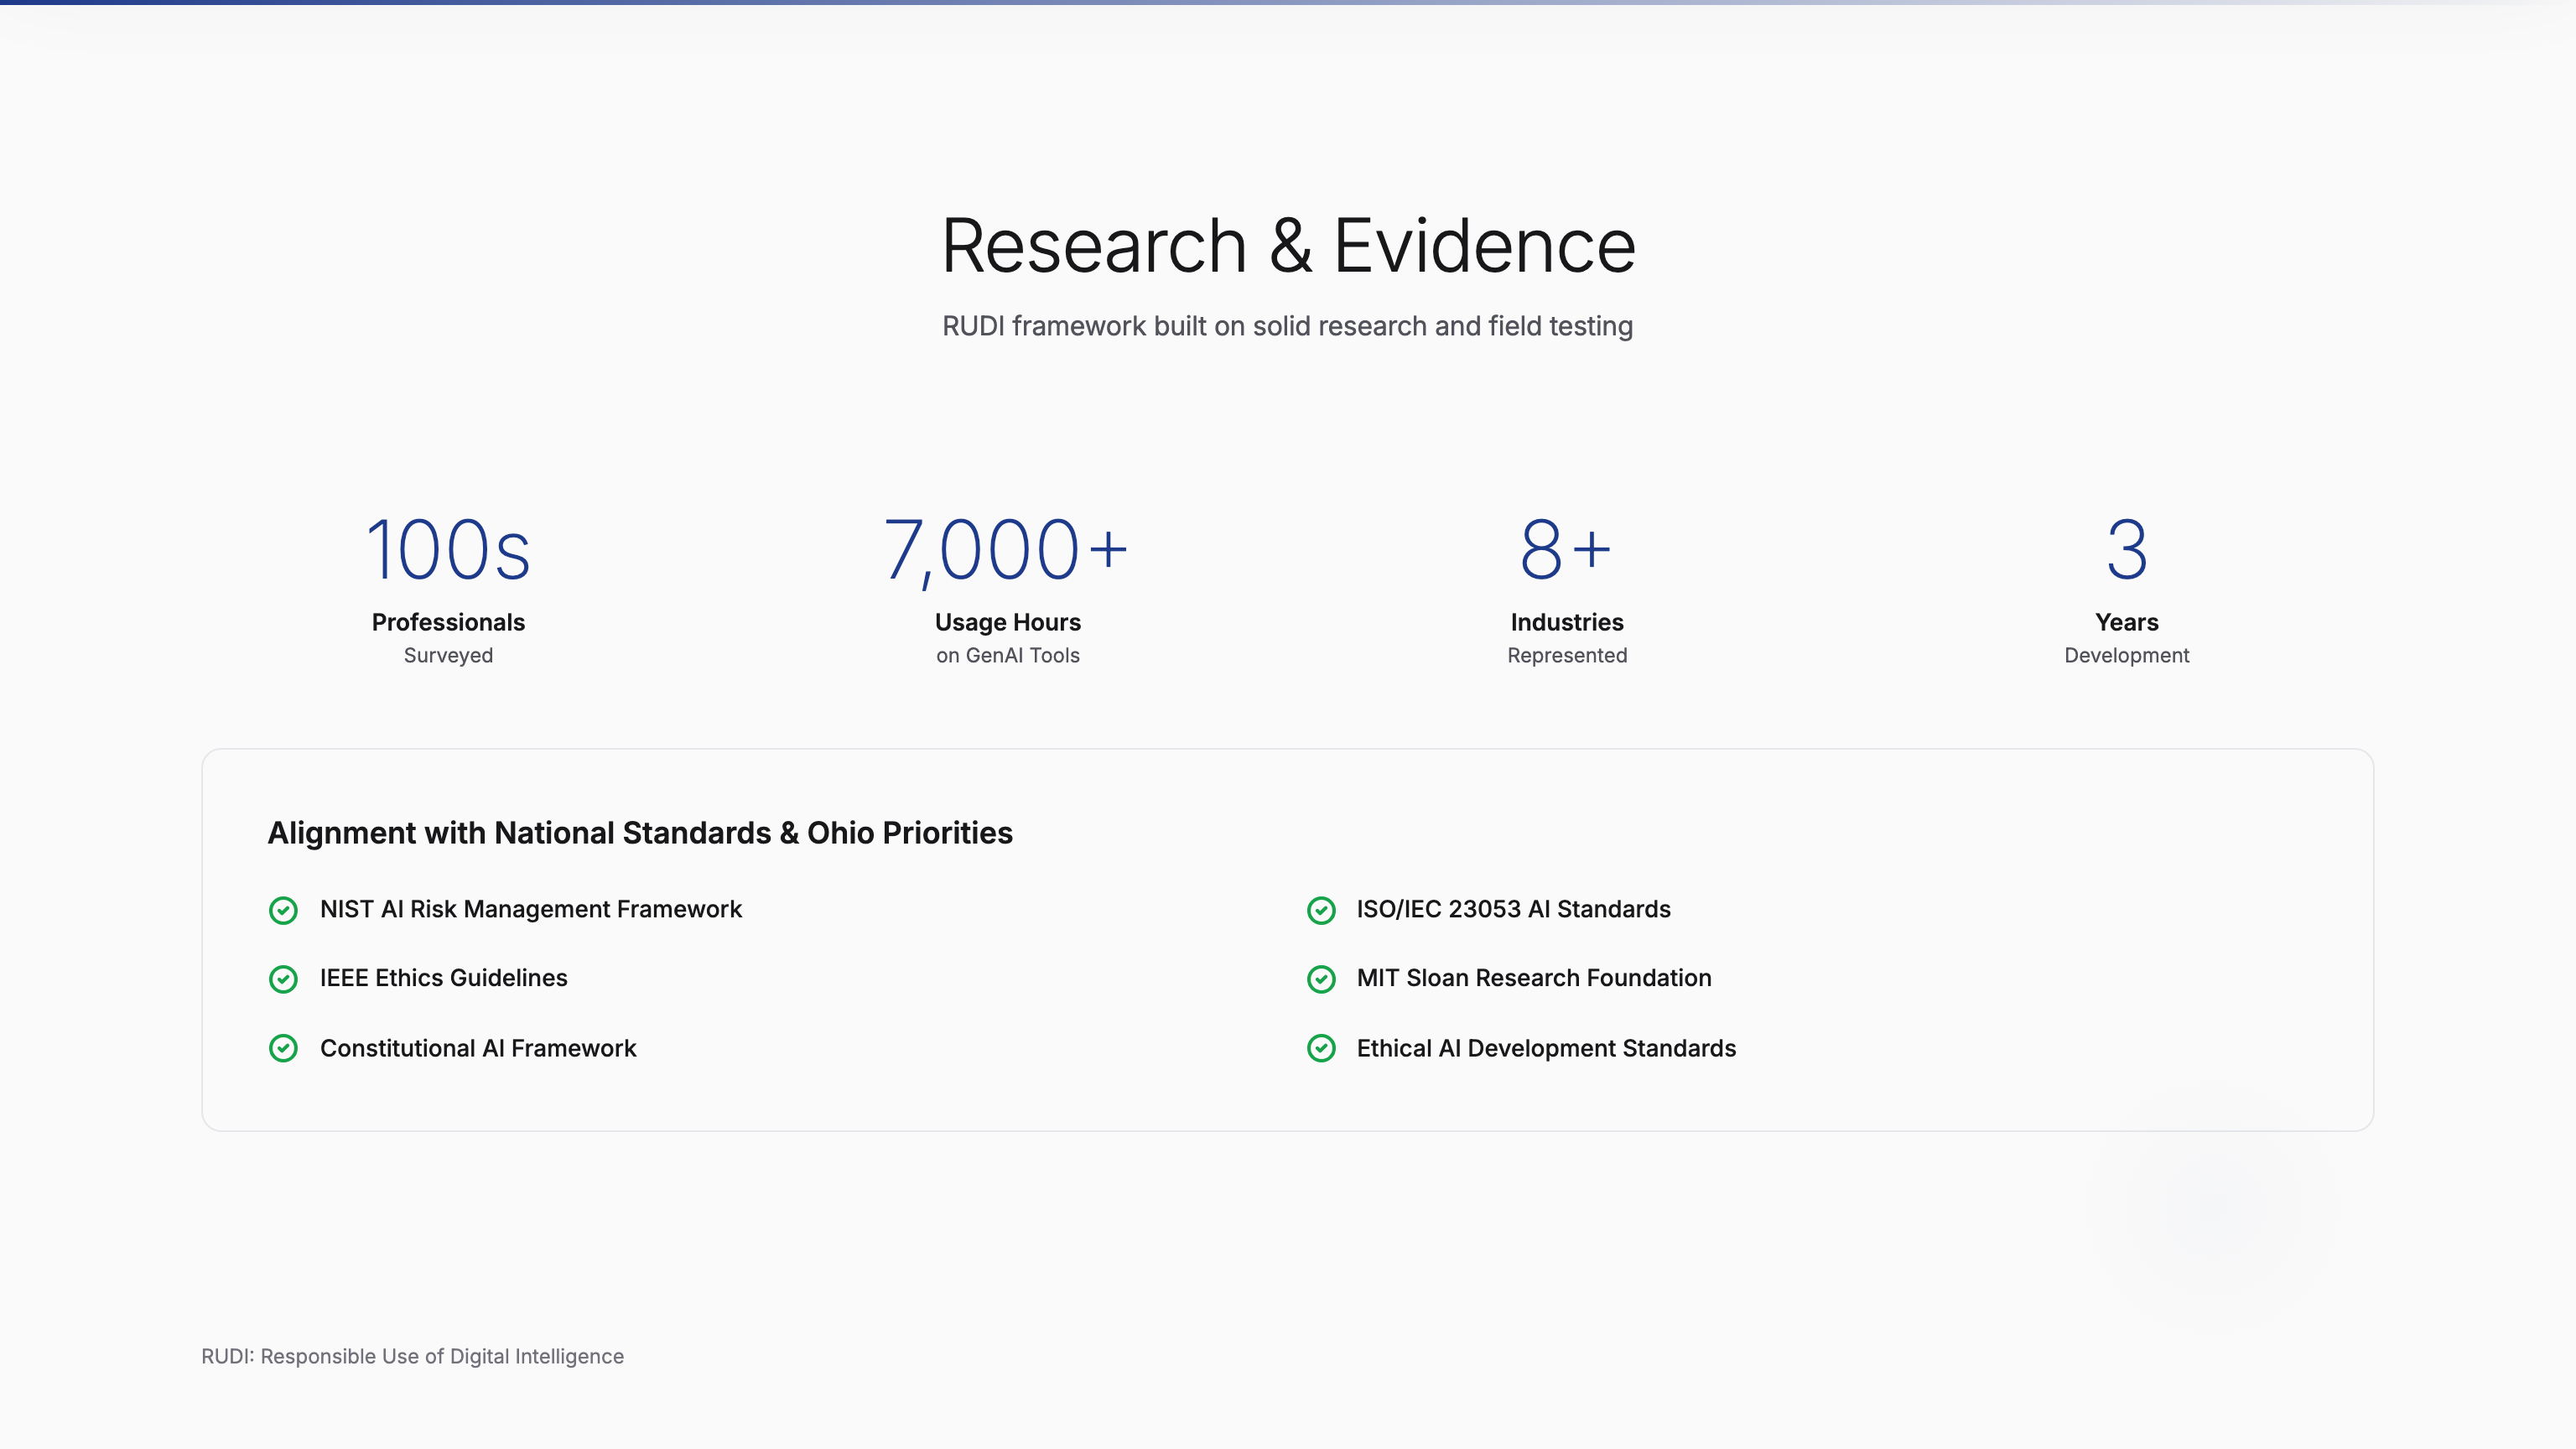 Research & Evidence
RUDI framework built on solid research and field testing
100s
Professionals
Surveyed
7,000+
Usage Hours
on GenAI Tools
8+
Industries
Represented
3
Years
Development
Alignment with National Standards & Ohio Priorities
NIST AI Risk Management Framework
ISO/IEC 23053 AI Standards
IEEE Ethics Guidelines
MIT Sloan Research Foundation
Constitutional AI Framework
Ethical AI Development Standards
RUDI: Responsible Use of Digital Intelligence